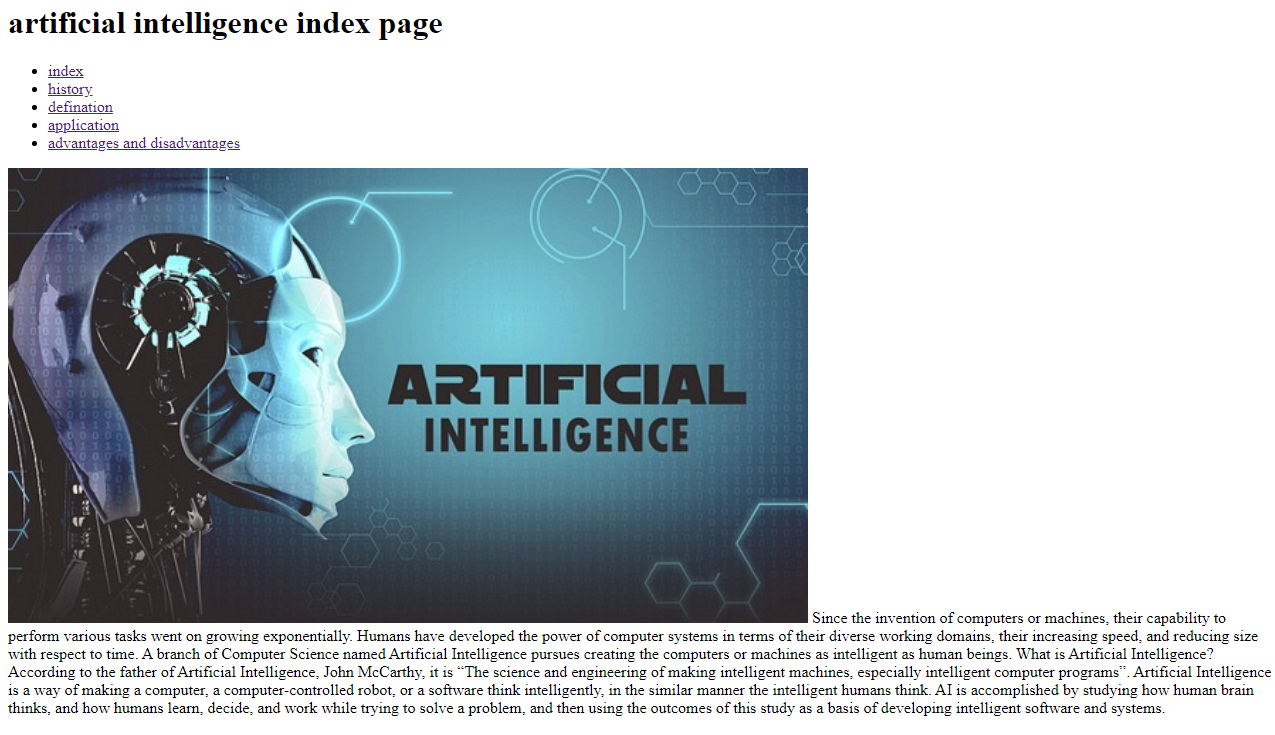 artificial intelligence index page
index
history
defination
application
advantages and disadvantages
ARTIFICIAL
INTELLIGENCE
Since the invention of computers or machines, their capability to
perform various tasks went on growing exponentially. Humans have developed the power of computer systems in terms of their diverse working domains, their increasing speed, and reducing size
with respect to time. A branch of Computer Science named Artificial Intelligence pursues creating the computers or machines as intelligent as human beings. What is Artificial Intelligence?
According to the father of Artificial Intelligence, John McCarthy, it is “The science and engineering of making intelligent machines, especially intelligent computer programs”. Artificial Intelligence
is a way of making a computer, a computer-controlled robot, or a software think intelligently, in the similar manner the intelligent humans think. AI is accomplished by studying how human brain
thinks, and how humans learn, decide, and work while trying to solve a problem, and then using the outcomes of this study as a basis of developing intelligent software and systems.